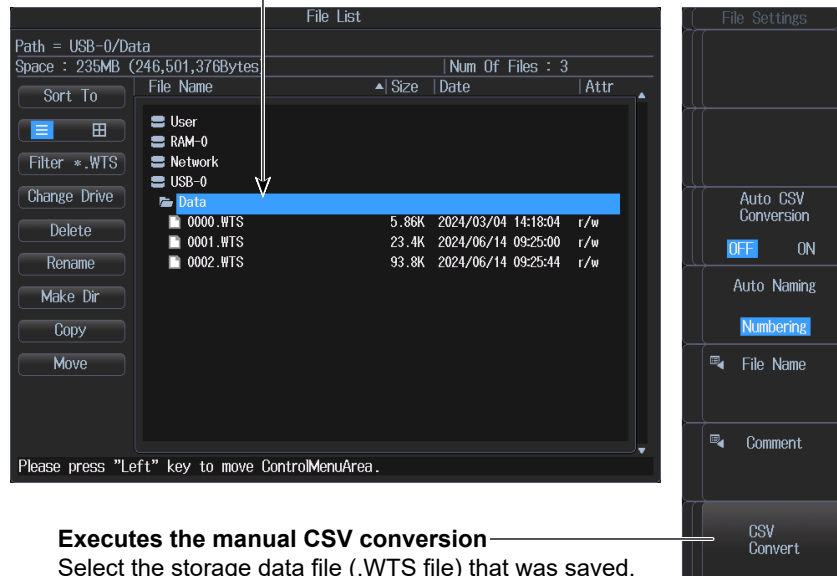 File List
Path = USB-0/Data
Space : 235MB (246,501,376Bytes)
Num Of Files : 3
File Name Size Date Attr
Sort To
Filter *.WTS
Change Drive
Delete
Rename
Make Dir
Copy
Move
User
RAM-0
Network
USB-0
Data
0000.WTS 5.86K 2024/03/04 14:18:04 r/w
0001.WTS 23.4K 2024/06/14 09:25:00 r/w
0002.WTS 93.8K 2024/06/14 09:25:44 r/w
Please press "Left" key to move ControlMenuArea.
File Settings
Auto CSV
Conversion
OFF ON
Auto Naming
Numbering
File Name
Comment
CSV
Convert
Executes the manual CSV conversion
Select the storage data file (.WTS file) that was saved.